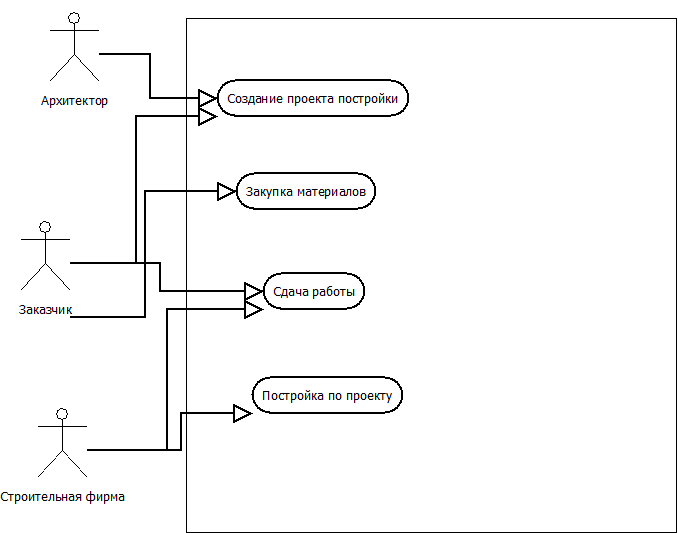 Архитектор
Создание проекта постройки
Закупка материалов
Заказчик
Сдача работы
Постройка по проекту
Строительная фирма